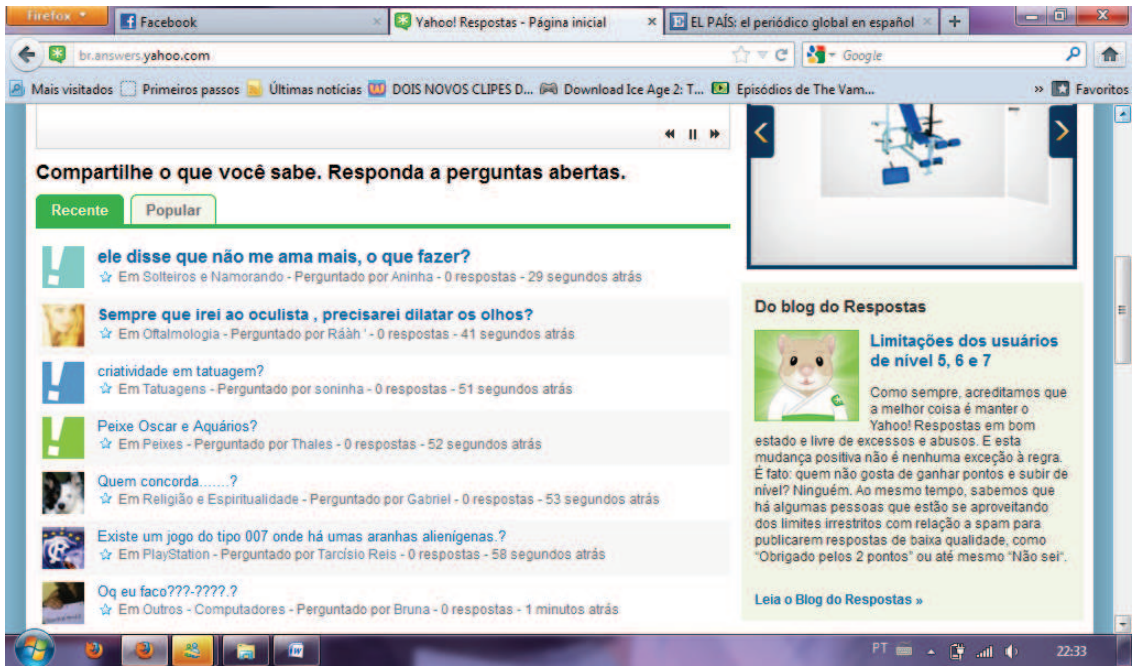 Firefox
Facebook
Yahoo! Respostas - Página inicial
EL PAÍS: el periódico global en español
br.answers.yahoo.com
Google
Mais visitados
Primeiros passos
Últimas notícias
DOIS NOVOS CLIPES D...
Download Ice Age 2: T...
Episódios de The Vam...
Favoritos
Compartilhe o que você sabe. Responda a perguntas abertas.
Recente
Popular
ele disse que não me ama mais, o que fazer?
Em Solteiros e Namorando - Perguntado por Aninha - 0 respostas - 29 segundos atrás
Sempre que irei ao oculista , precisarei dilatar os olhos?
Em Oftalmologia - Perguntado por Ráàh ' - 0 respostas - 41 segundos atrás
criatividade em tatuagem?
Em Tatuagens - Perguntado por soninha - 0 respostas - 51 segundos atrás
Peixe Oscar e Aquários?
Em Peixes - Perguntado por Thales - 0 respostas - 52 segundos atrás
Quem concorda.......?
Em Religião e Espiritualidade - Perguntado por Gabriel - 0 respostas - 53 segundos atrás
Existe um jogo do tipo 007 onde há umas aranhas alienígenas.?
Em PlayStation - Perguntado por Tarcísio Reis - 0 respostas - 58 segundos atrás
Oq eu faco???-????.?
Em Outros - Computadores - Perguntado por Bruna - 0 respostas - 1 minutos atrás
Do blog do Respostas
Limitações dos usuários
de nível 5, 6 e 7
Como sempre, acreditamos que
a melhor coisa é manter o
Yahoo! Respostas em bom
estado e livre de excessos e abusos. E esta
mudança positiva não é nenhuma exceção à regra.
É fato: quem não gosta de ganhar pontos e subir de
nível? Ninguém. Ao mesmo tempo, sabemos que
há algumas pessoas que estão se aproveitando
dos limites irrestritos com relação a spam para
publicarem respostas de baixa qualidade, como
"Obrigado pelos 2 pontos" ou até mesmo "Não sei".
Leia o Blog do Respostas »
PT
22:33